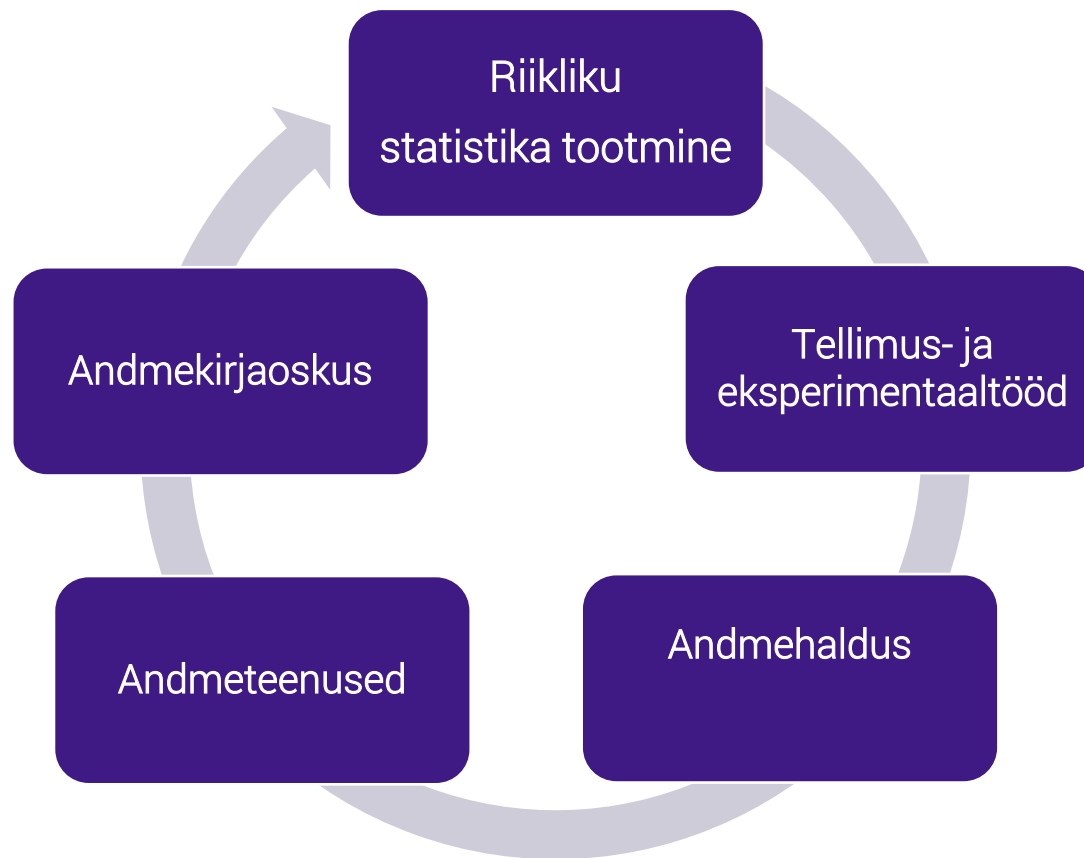 Riikliku
statistika tootmine
Tellimus- ja
eksperimentaaltööd
Andmehaldus
Andmeteenused
Andmekirjaoskus